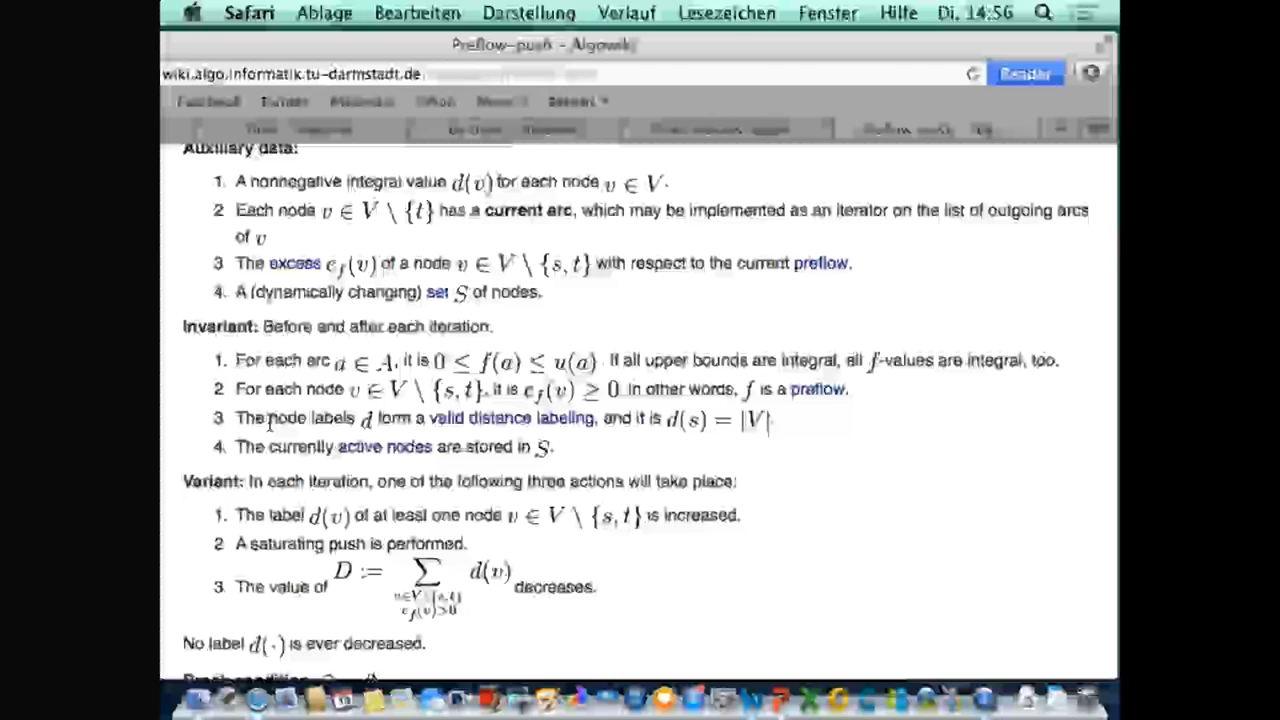 Safari Ablage Bearbeiten Darstellung Verlauf Lesezeichen Fenster Hilfe Di. 14:56
Preflow-push - Algowiki
wiki.algo.informatik.tu-darmstadt.de
Reader
Auxiliary data:
1. A nonnegative integral value d(v) for each node v ∈ V.
2 Each node v ∈ V \ {t} has a current arc, which may be implemented as an iterator on the list of outgoing arcs
of v
3 The excess e_f(v) of a node v ∈ V \ {s, t} with respect to the current preflow.
4. A (dynamically changing) set S of nodes.
Invariant: Before and after each iteration.
1. For each arc a ∈ A, it is 0 ≤ f(a) ≤ u(a). If all upper bounds are integral, all f-values are integral, too.
2 For each node v ∈ V \ {s, t}, it is e_f(v) ≥ 0. In other words, f is a preflow.
3 The node labels d form a valid distance labeling, and it is d(s) = |V|.
4. The currently active nodes are stored in S.
Variant: In each iteration, one of the following three actions will take place:
1. The label d(v) of at least one node v ∈ V \ {s, t} is increased.
2 A saturating push is performed.
3 The value of D := ∑_{v∈V\{s,t} e_f(v)>0} d(v) decreases.
No label d(·) is ever decreased.